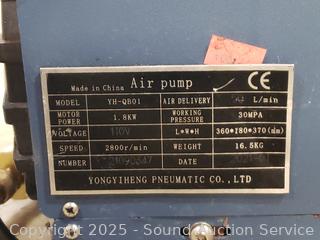 Made in China Air pump CE
MODEL YH-QB01 AIR DELIVERY L/min
MOTOR POWER 1.8KW WORKING PRESSURE 30MPA
VOLTAGE 110V L*W*H 360*180*370(mm)
SPEED 2800r/min WEIGHT 16.5KG
NUMBER DATE
YONGYIHENG PNEUMATIC CO., LTD
Copyright © 2025 - Sound Auction Service - Copyright